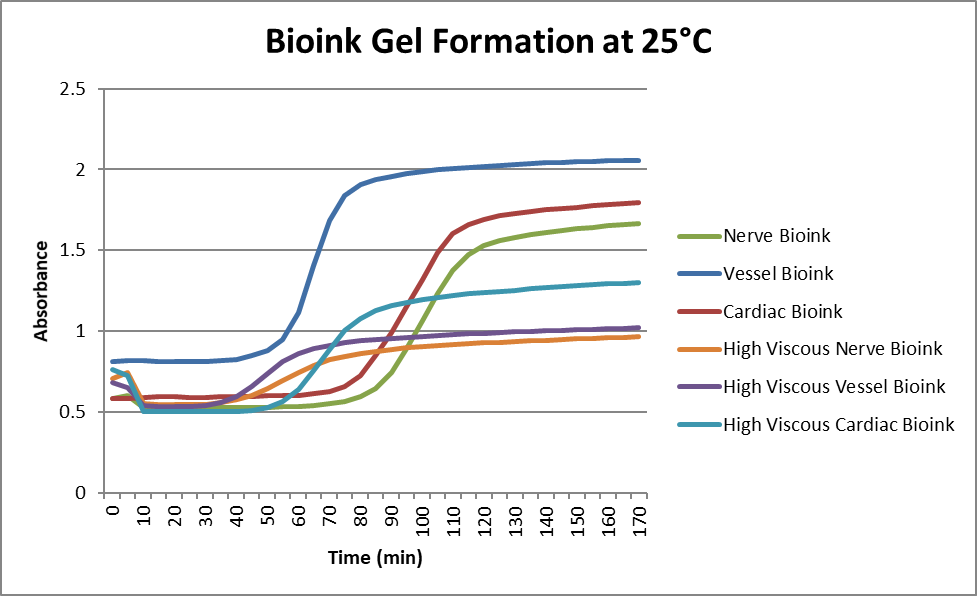 Bioink Gel Formation at 25°C
2.5
2
1.5
1
0.5
0
Absorbance
0 10 20 30 40 50 60 70 80 90 100 110 120 130 140 150 160 170
Time (min)
Nerve Bioink
Vessel Bioink
Cardiac Bioink
High Viscous Nerve Bioink
High Viscous Vessel Bioink
High Viscous Cardiac Bioink